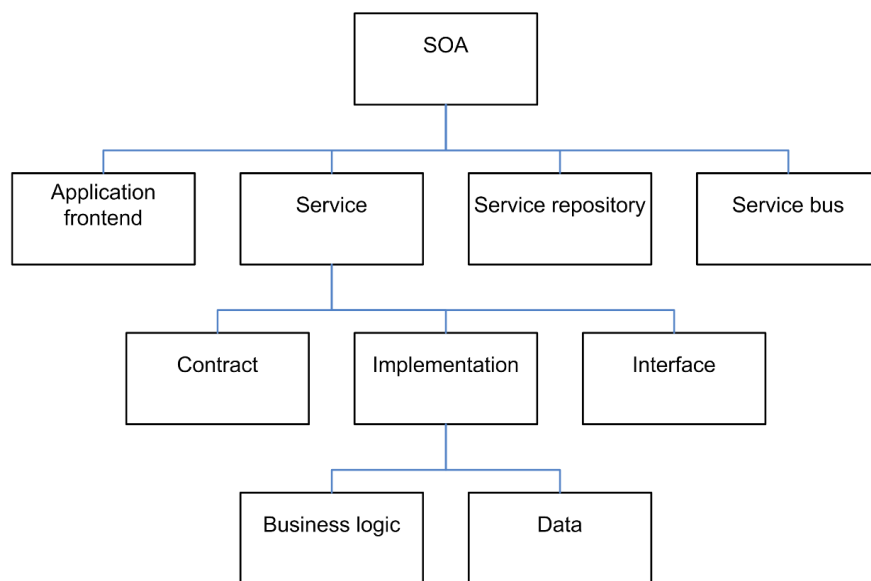 SOA
Application
frontend
Service
Service repository
Service bus
Contract
Implementation
Interface
Business logic
Data